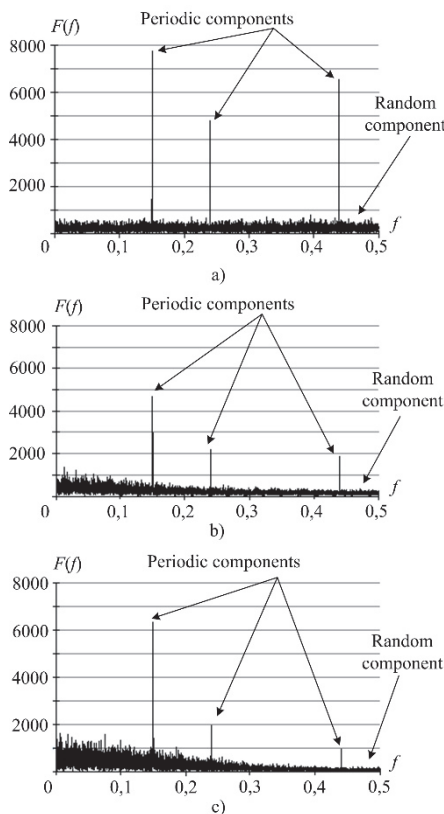 Periodic components
F(f)
8000
6000
4000
2000
Random
component
0
0,1
0,2
0,3
0,4
0,5
f
a)
Periodic components
F(f)
8000
6000
4000
2000
Random
component
0
0,1
0,2
0,3
0,4
0,5
f
b)
Periodic components
F(f)
8000
6000
4000
2000
Random
component
0
0,1
0,2
0,3
0,4
0,5
f
c)